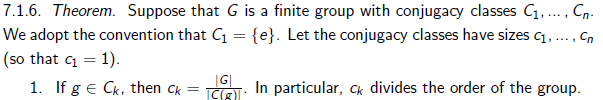 7.1.6. Theorem. Suppose that G is a finite group with conjugacy classes C₁, ... , Cₙ.
We adopt the convention that C₁ = {e}. Let the conjugacy classes have sizes c₁, ... , cₙ
(so that c₁ = 1).
1. If g ∈ Cₖ, then cₖ = |G| / |C(g)|. In particular, cₖ divides the order of the group.